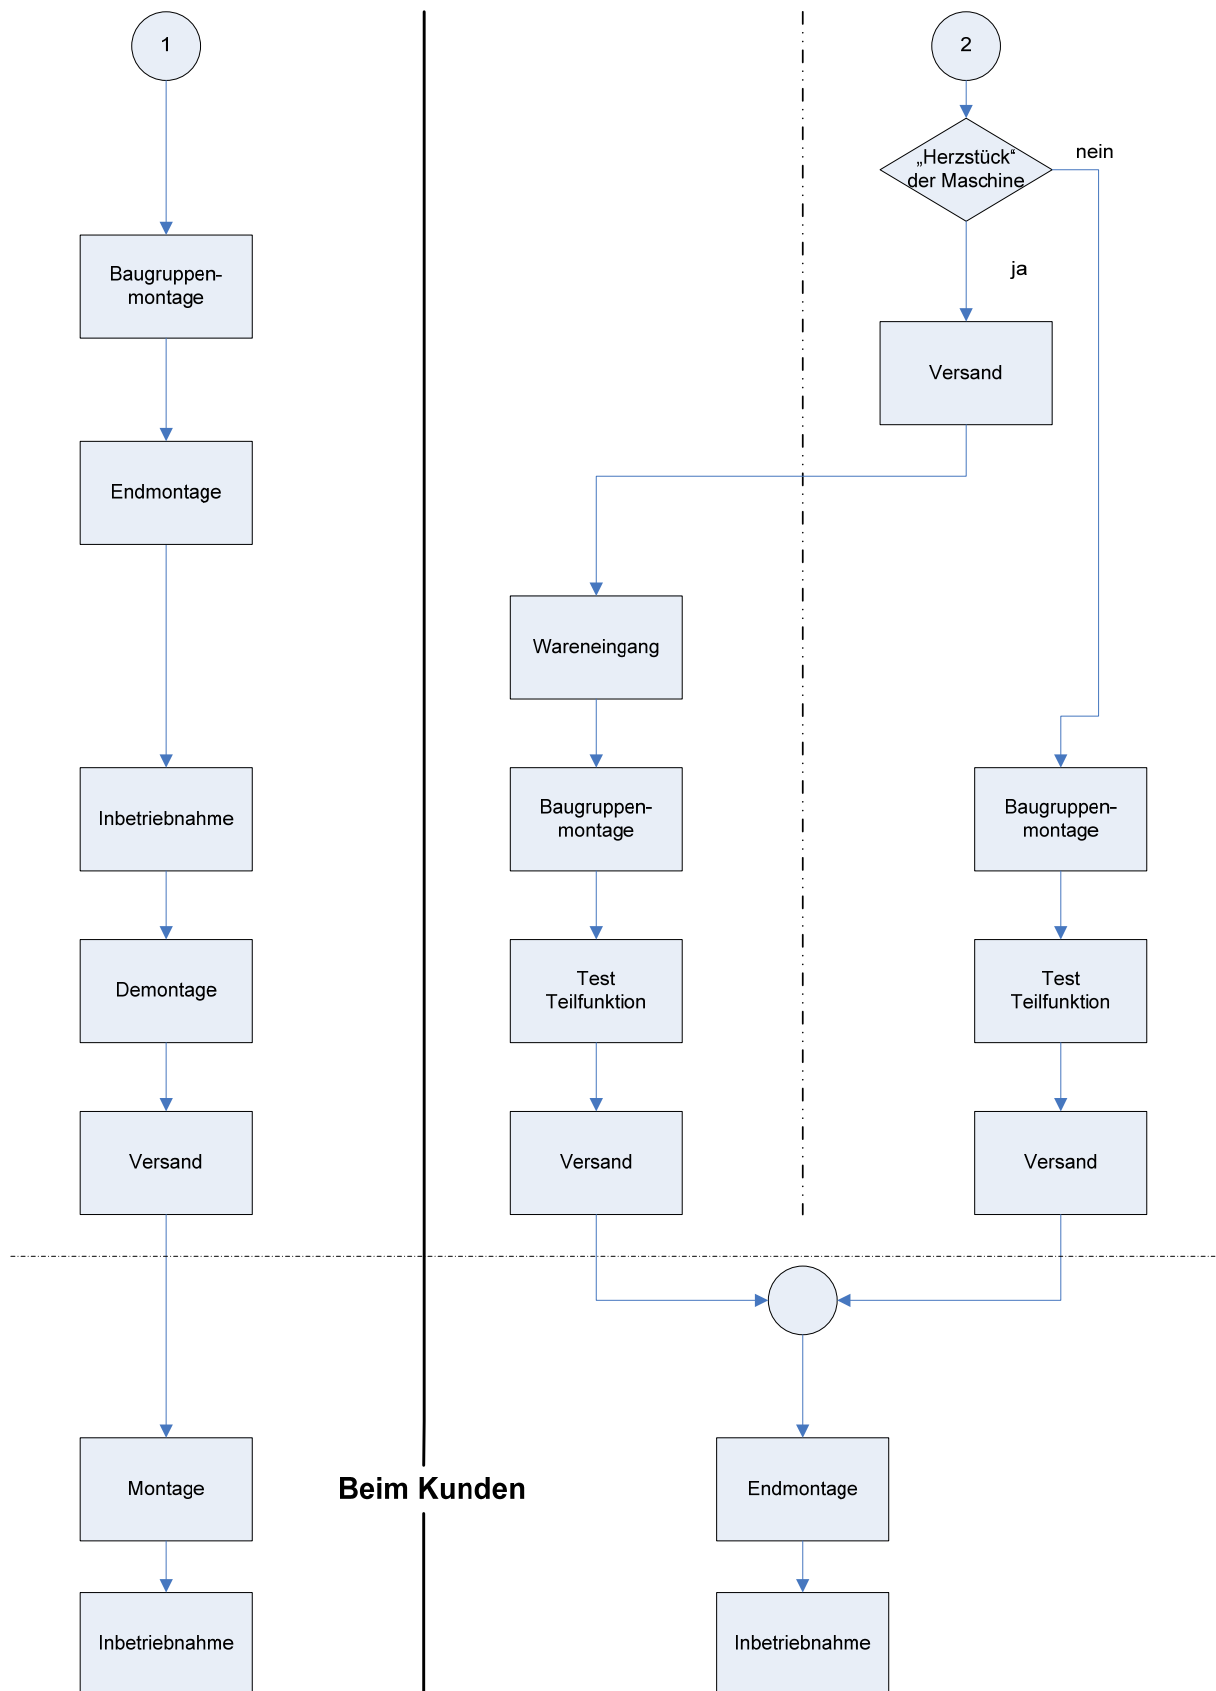 1
2
„Herzstück“
der Maschine
nein
ja
Baugruppen-
montage
Versand
Endmontage
Wareneingang
Inbetriebnahme
Baugruppen-
montage
Baugruppen-
montage
Demontage
Test
Teilfunktion
Test
Teilfunktion
Versand
Versand
Versand
Montage
Beim Kunden
Endmontage
Inbetriebnahme
Inbetriebnahme